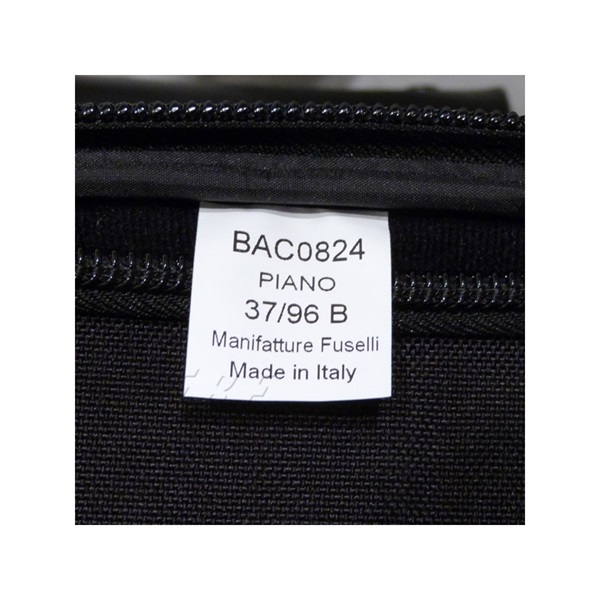 BAC0824
PIANO
37/96 B
Manifatture Fuselli
Made in Italy